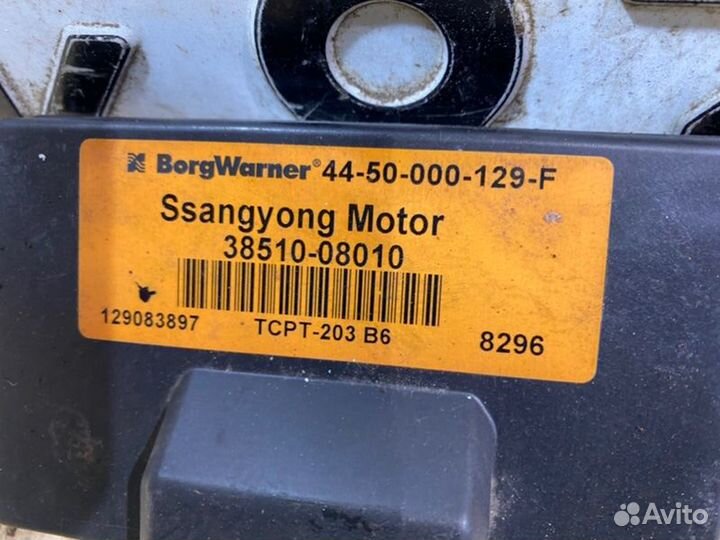 BorgWarner® 44-50-000-129-F
Ssangyong Motor
38510-08010
129083897 TCPT-203 B6 8296
Avito